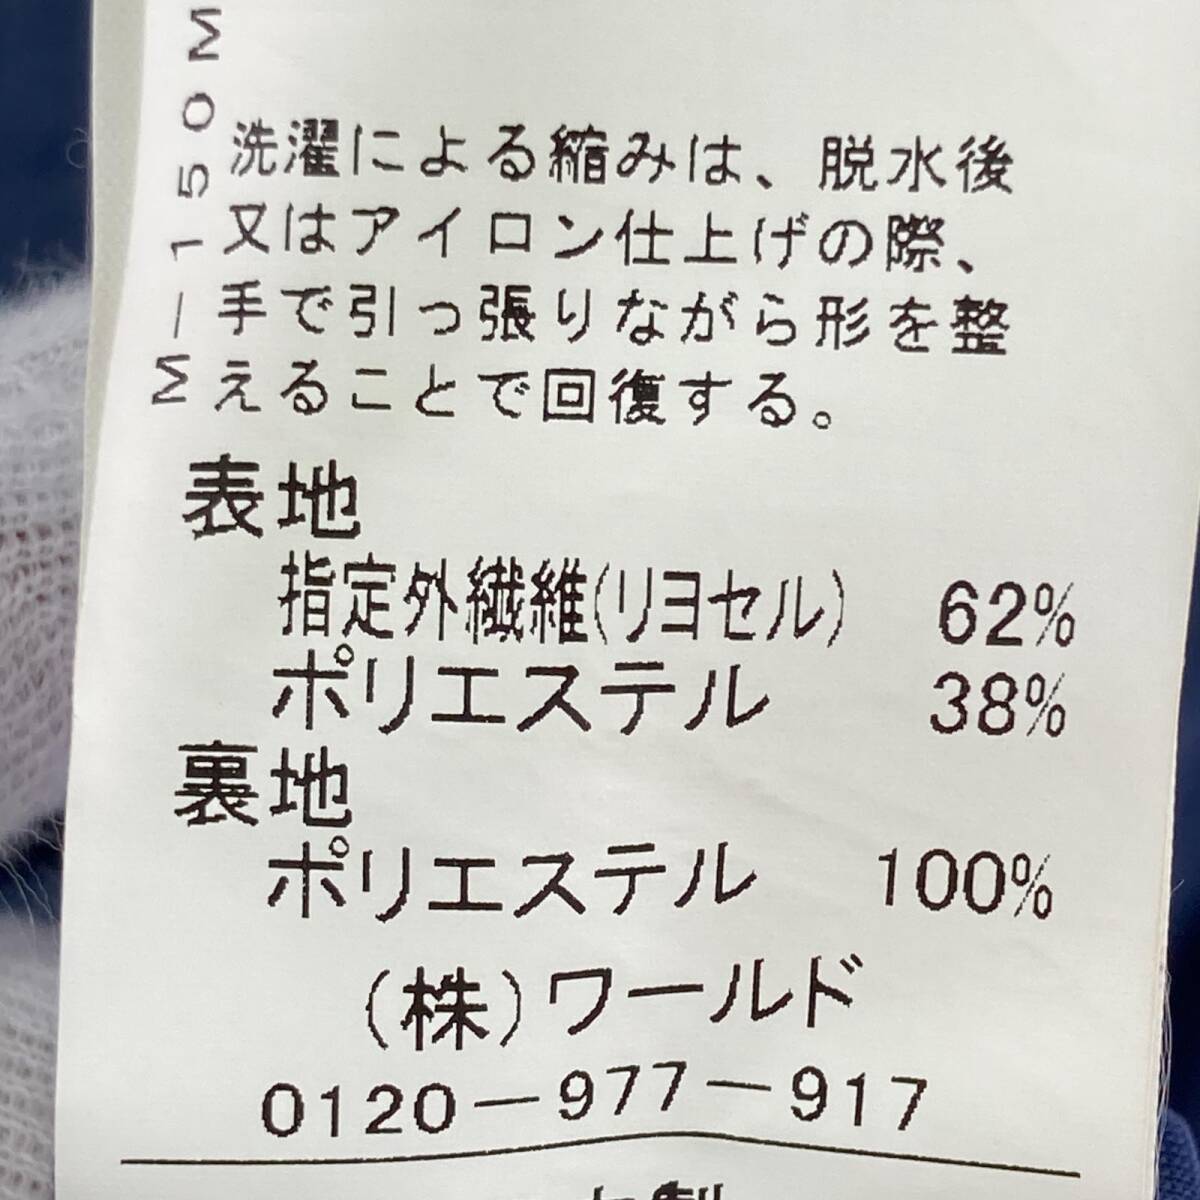 M-150M
洗濯による縮みは、脱水後
又はアイロン仕上げの際、
手で引っ張りながら形を整
えることで回復する。
表地
指定外繊維(リヨセル) 62%
ポリエステル 38%
裏地
ポリエステル 100%
(株)ワールド
0120-977-917